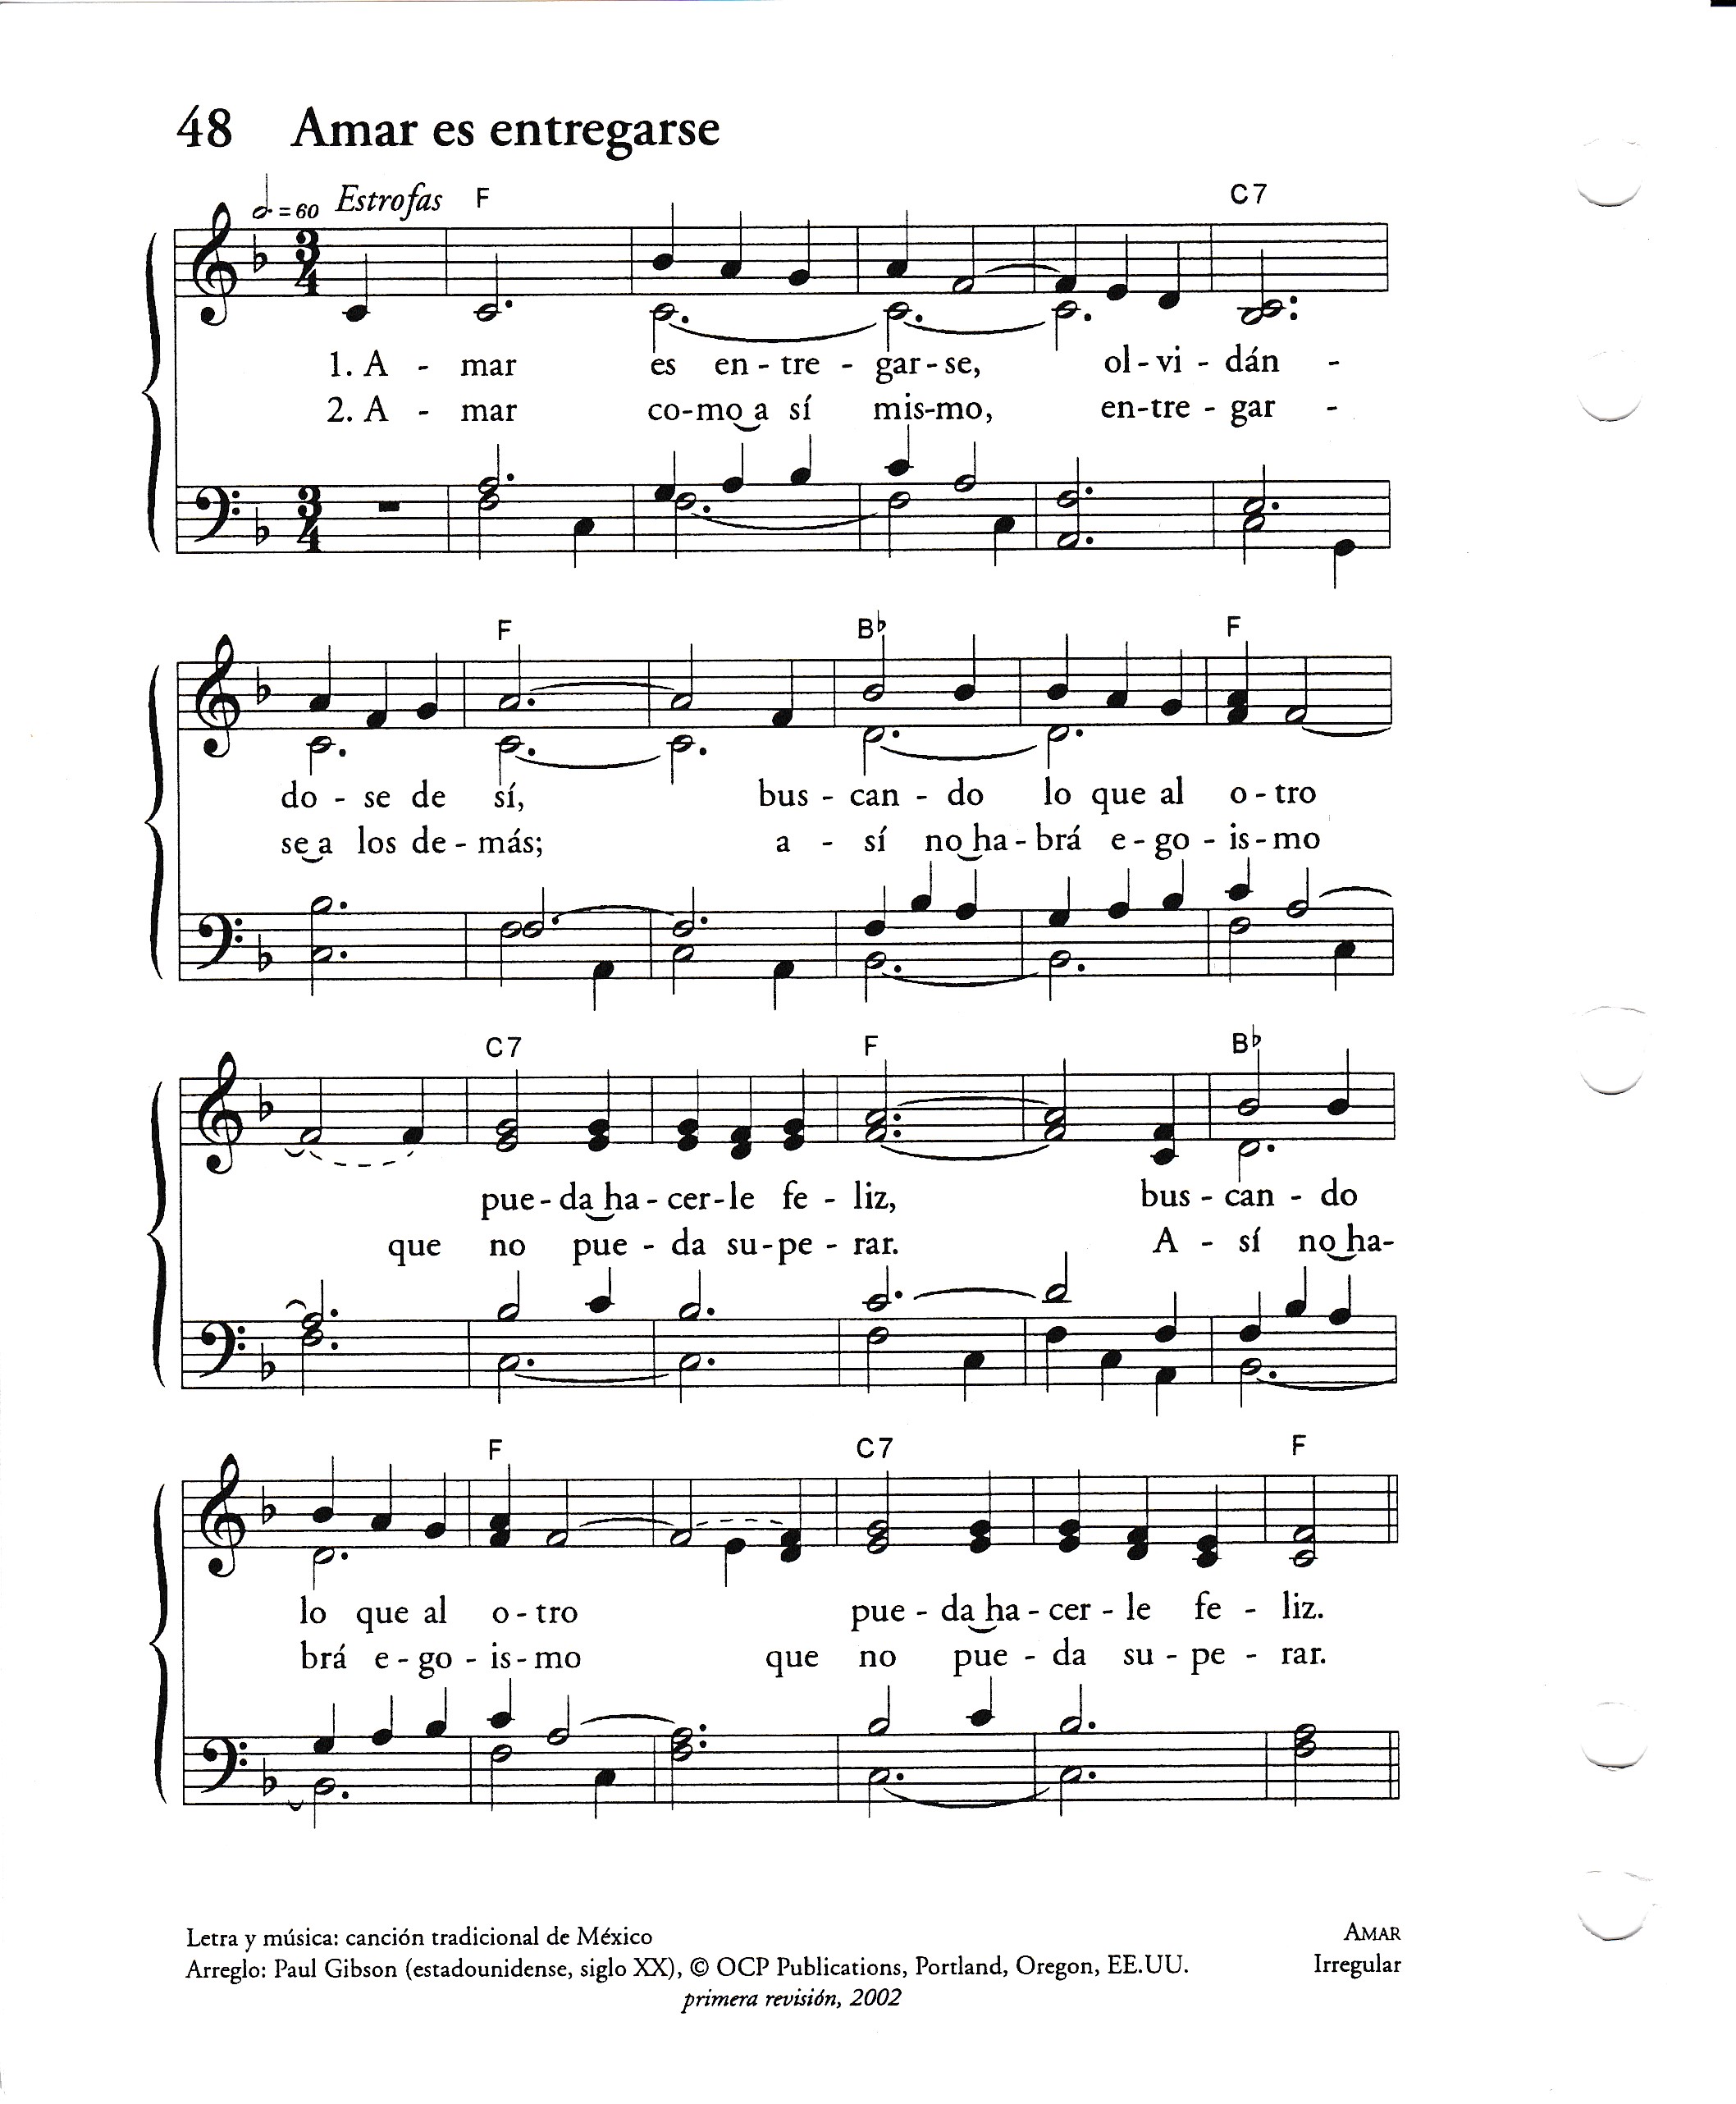 48 Amar es entregarse
𝅗𝅥. = 60 Estrofas F C7
3 4
1. A - mar es en - tre - gar - se, ol - vi - dán -
2. A - mar co-mo‿a sí mis-mo, en-tre - gar -
3 4
F B♭ F
do - se de sí, bus - can - do lo que al o - tro
se‿a los de - más; a - sí no‿ha - brá e - go - is - mo
C7 F B♭
pue - da‿ha - cer - le fe - liz, bus - can - do
que no pue - da su - pe - rar. A - sí no‿ha-
F C7 F
lo que al o - tro pue - da‿ha - cer - le fe - liz.
brá e - go - is - mo que no pue - da su - pe - rar.
Letra y música: canción tradicional de México AMAR
Arreglo: Paul Gibson (estadounidense, siglo XX), © OCP Publications, Portland, Oregon, EE.UU. Irregular
primera revisión, 2002